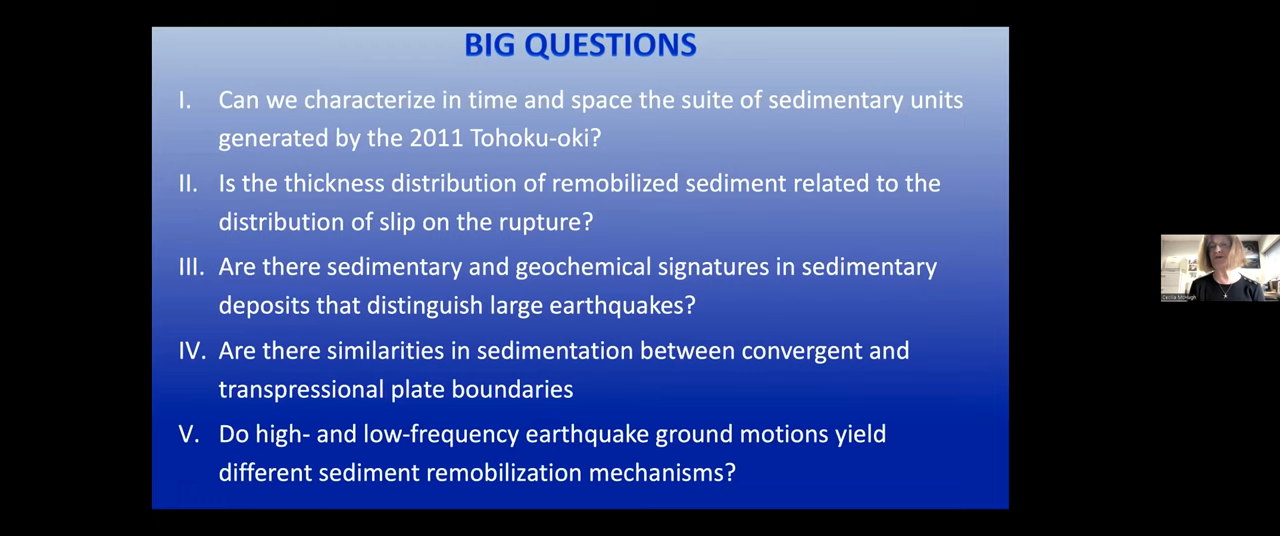 BIG QUESTIONS
I. Can we characterize in time and space the suite of sedimentary units
generated by the 2011 Tohoku-oki?
II. Is the thickness distribution of remobilized sediment related to the
distribution of slip on the rupture?
III. Are there sedimentary and geochemical signatures in sedimentary
deposits that distinguish large earthquakes?
IV. Are there similarities in sedimentation between convergent and
transpressional plate boundaries
V. Do high- and low-frequency earthquake ground motions yield
different sediment remobilization mechanisms?
Cecilia McHugh